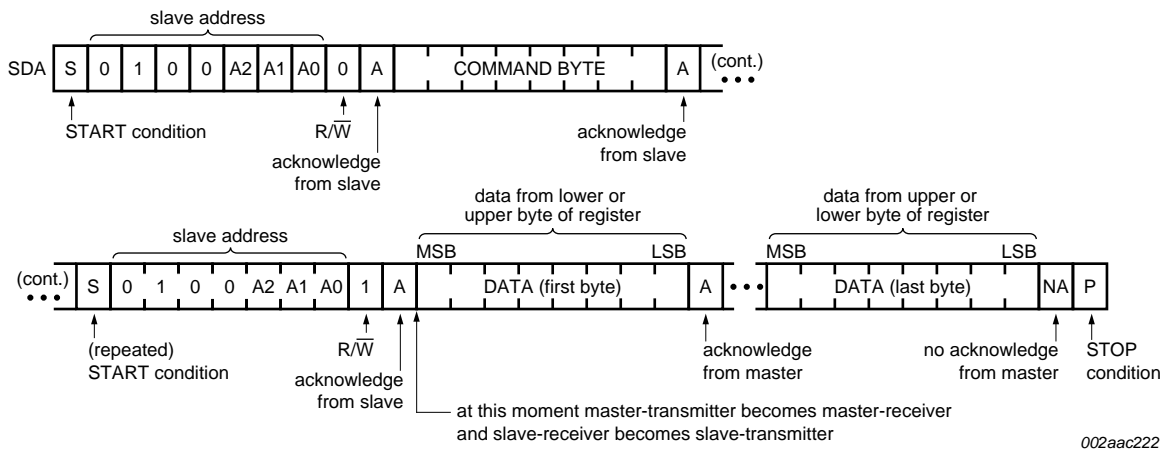 slave address
SDA S 0 1 0 0 A2 A1 A0 0 A COMMAND BYTE A (cont.)
START condition R/W̅ acknowledge from slave acknowledge from slave
data from lower or upper byte of register
data from upper or lower byte of register
slave address MSB LSB MSB LSB
(cont.) S 0 1 0 0 A2 A1 A0 1 A DATA (first byte) A DATA (last byte) NA P
(repeated) START condition
R/W̅
acknowledge from slave
acknowledge from master
no acknowledge from master
STOP condition
at this moment master-transmitter becomes master-receiver
and slave-receiver becomes slave-transmitter
002aac222